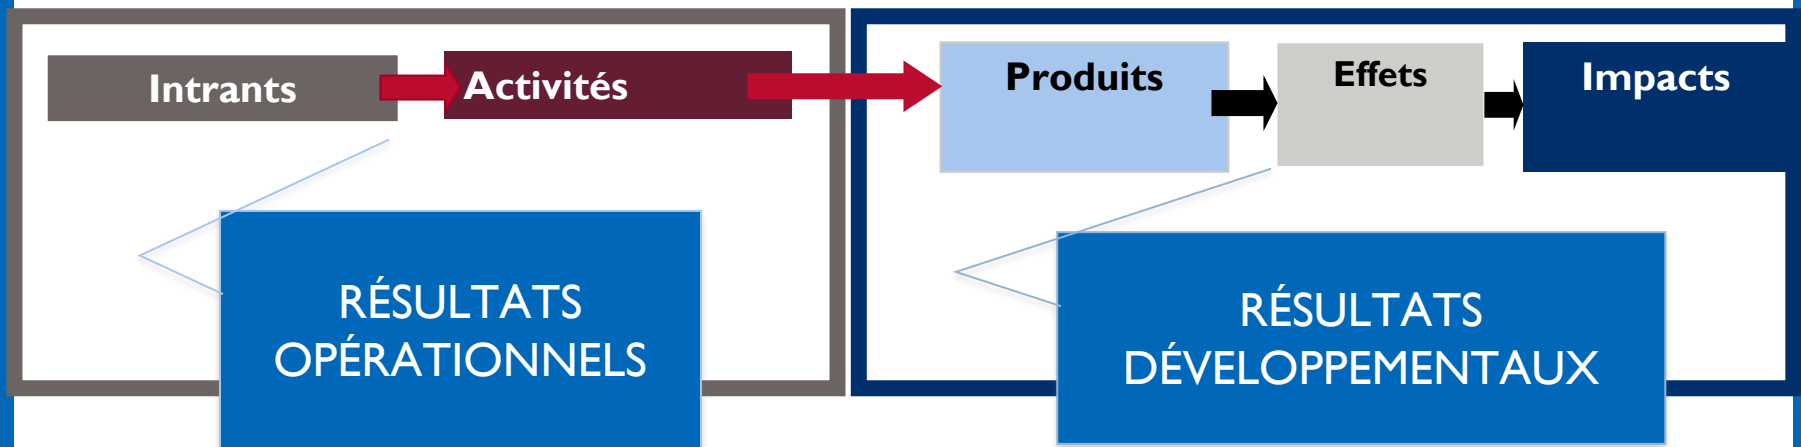 Intrants
Activités
Produits
Effets
Impacts
RÉSULTATS
OPÉRATIONNELS
RÉSULTATS
DÉVELOPPEMENTAUX